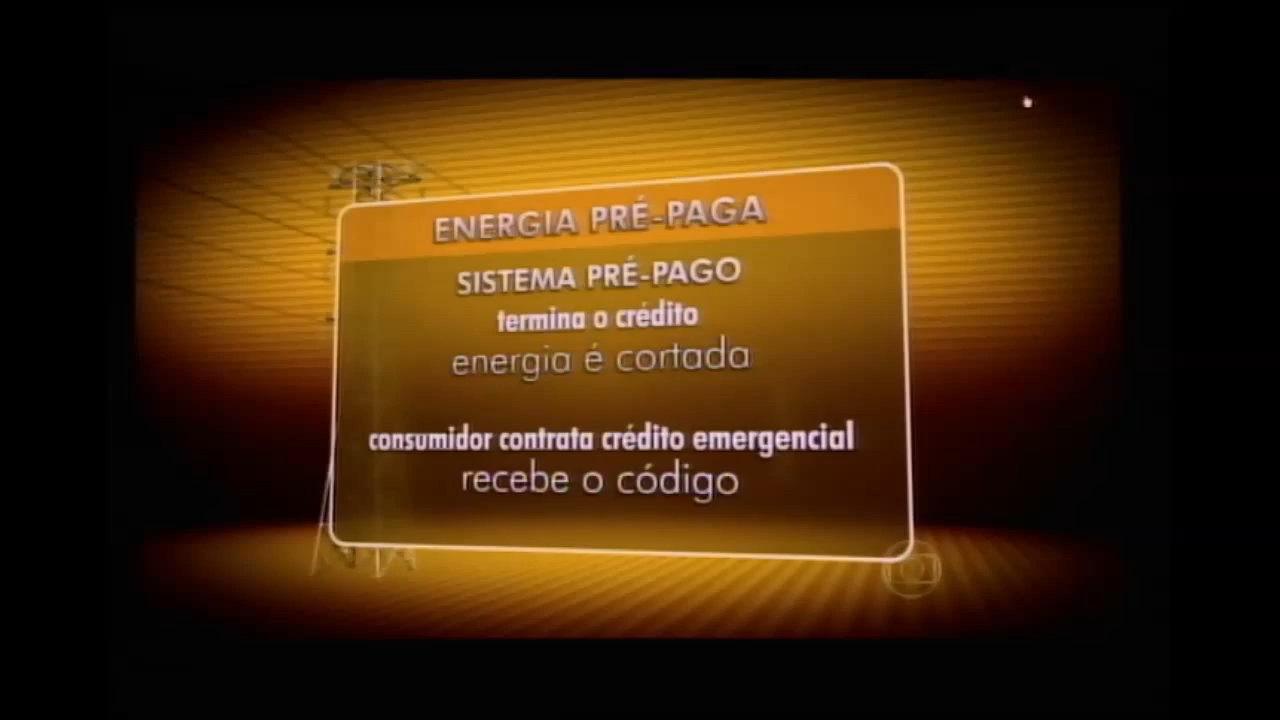 ENERGIA PRÉ-PAGA
SISTEMA PRÉ-PAGO
termina o crédito
energia é cortada
consumidor contrata crédito emergencial
recebe o código